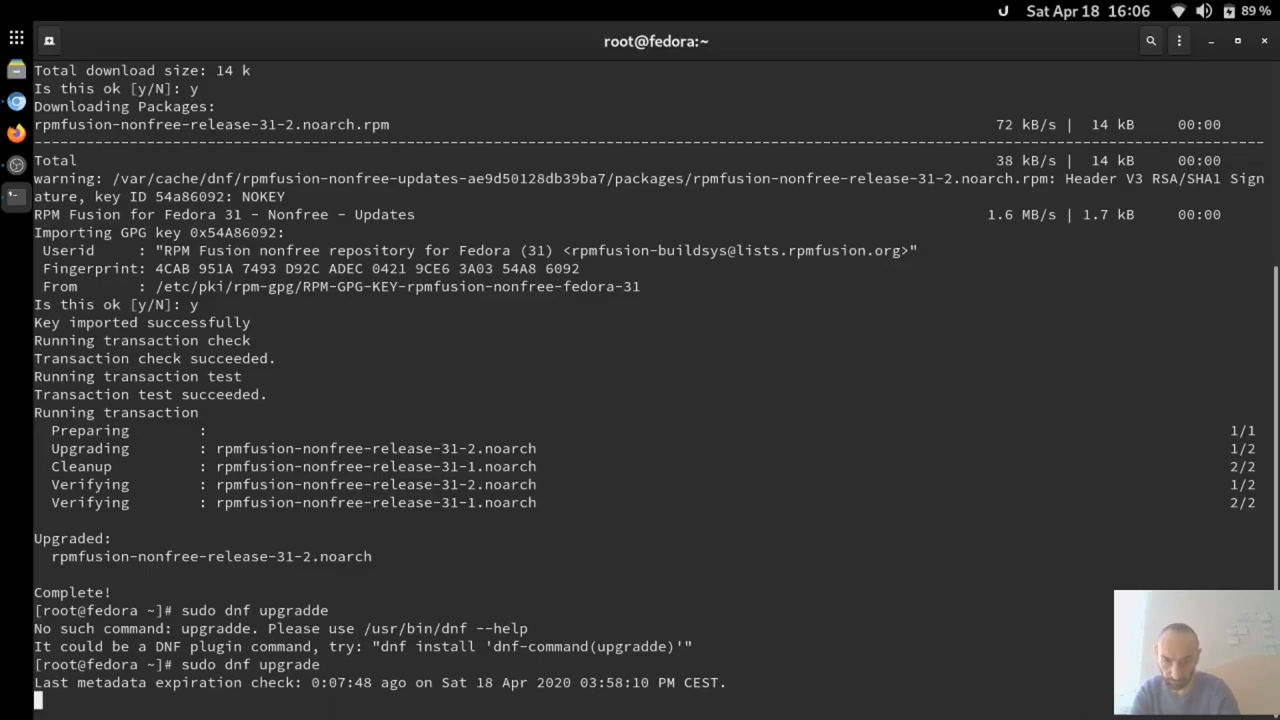 Sat Apr 18 16:06
89 %
root@fedora:~
Total download size: 14 k
Is this ok [y/N]: y
Downloading Packages:
rpmfusion-nonfree-release-31-2.noarch.rpm 72 kB/s | 14 kB 00:00
--------------------------------------------------------------------------------
Total 38 kB/s | 14 kB 00:00
warning: /var/cache/dnf/rpmfusion-nonfree-updates-ae9d50128db39ba7/packages/rpmfusion-nonfree-release-31-2.noarch.rpm: Header V3 RSA/SHA1 Sign
ature, key ID 54a86092: NOKEY
RPM Fusion for Fedora 31 - Nonfree - Updates 1.6 MB/s | 1.7 kB 00:00
Importing GPG key 0x54A86092:
Userid : "RPM Fusion nonfree repository for Fedora (31) <rpmfusion-buildsys@lists.rpmfusion.org>"
Fingerprint: 4CAB 951A 7493 D92C ADEC 0421 9CE6 3A03 54A8 6092
From : /etc/pki/rpm-gpg/RPM-GPG-KEY-rpmfusion-nonfree-fedora-31
Is this ok [y/N]: y
Key imported successfully
Running transaction check
Transaction check succeeded.
Running transaction test
Transaction test succeeded.
Running transaction
Preparing : 1/1
Upgrading : rpmfusion-nonfree-release-31-2.noarch 1/2
Cleanup : rpmfusion-nonfree-release-31-1.noarch 2/2
Verifying : rpmfusion-nonfree-release-31-2.noarch 1/2
Verifying : rpmfusion-nonfree-release-31-1.noarch 2/2
Upgraded:
rpmfusion-nonfree-release-31-2.noarch
Complete!
[root@fedora ~]# sudo dnf upgradde
No such command: upgradde. Please use /usr/bin/dnf --help
It could be a DNF plugin command, try: "dnf install 'dnf-command(upgradde)'"
[root@fedora ~]# sudo dnf upgrade
Last metadata expiration check: 0:07:48 ago on Sat 18 Apr 2020 03:58:10 PM CEST.